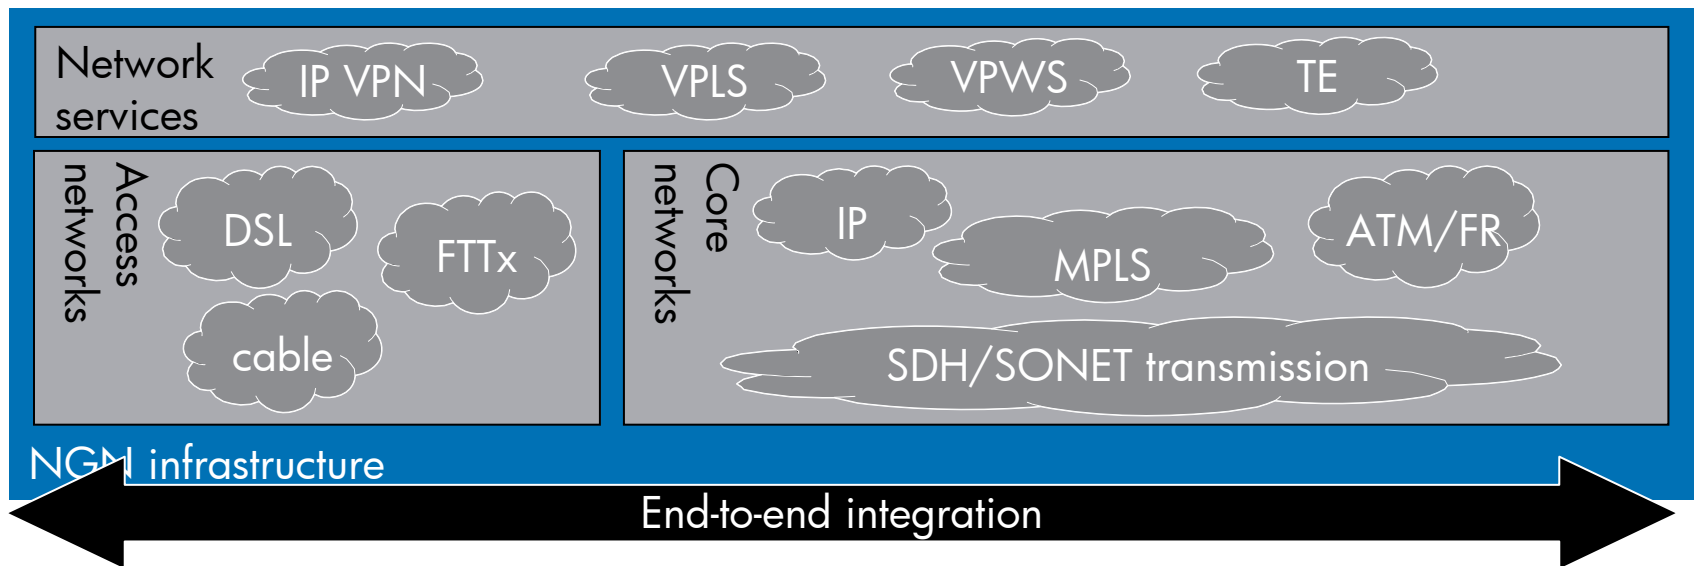 Network
services
IP VPN
VPLS
VPWS
TE
Access
networks
DSL
FTTx
cable
Core
networks
IP
MPLS
ATM/FR
SDH/SONET transmission
NGN infrastructure
End-to-end integration